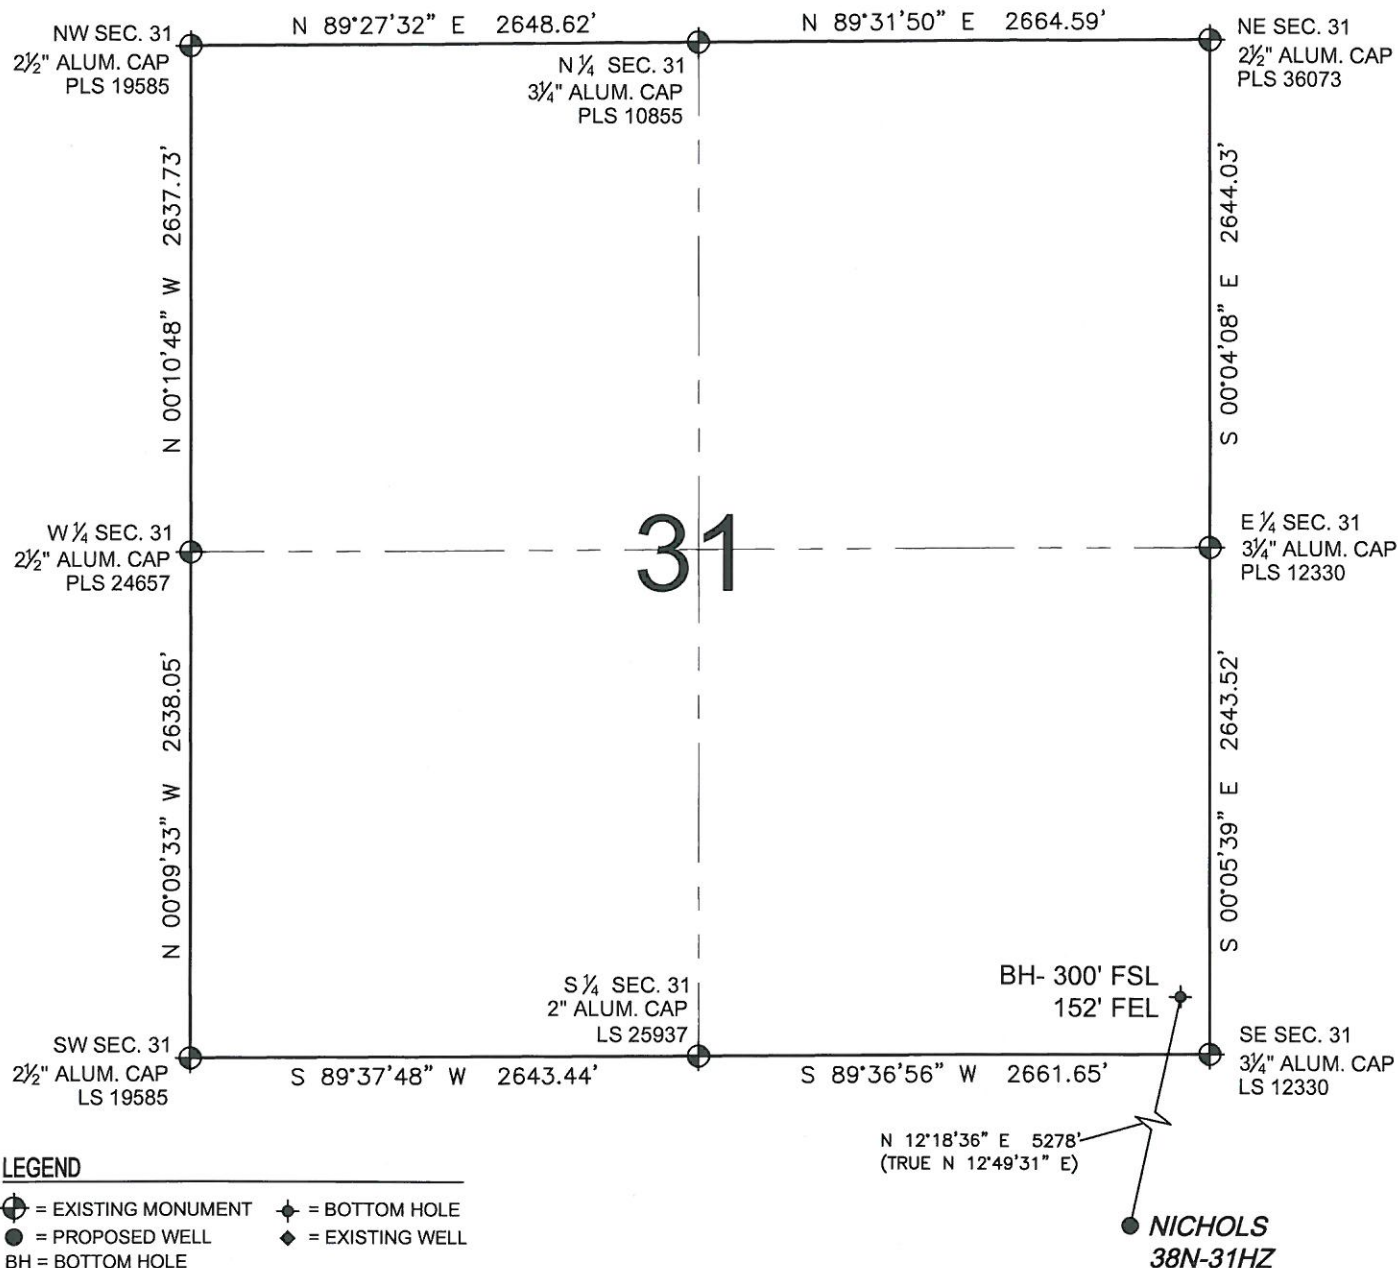 N 89°27'32" E 2648.62'
N 89°31'50" E 2664.59'
NW SEC. 31
2½" ALUM. CAP
PLS 19585
N ¼ SEC. 31
3¼" ALUM. CAP
PLS 10855
NE SEC. 31
2½" ALUM. CAP
PLS 36073
N 00°10'48" W 2637.73'
S 00°04'08" E 2644.03'
W ¼ SEC. 31
2½" ALUM. CAP
PLS 24657
31
E ¼ SEC. 31
3¼" ALUM. CAP
PLS 12330
N 00°09'33" W 2638.05'
S 00°05'39" E 2643.52'
BH- 300' FSL
152' FEL
S ¼ SEC. 31
2" ALUM. CAP
LS 25937
SW SEC. 31
2½" ALUM. CAP
LS 19585
SE SEC. 31
3¼" ALUM. CAP
LS 12330
S 89°37'48" W 2643.44'
S 89°36'56" W 2661.65'
N 12°18'36" E 5278'
(TRUE N 12°49'31" E)
NICHOLS
38N-31HZ
LEGEND
= EXISTING MONUMENT
= BOTTOM HOLE
= PROPOSED WELL
= EXISTING WELL
BH = BOTTOM HOLE